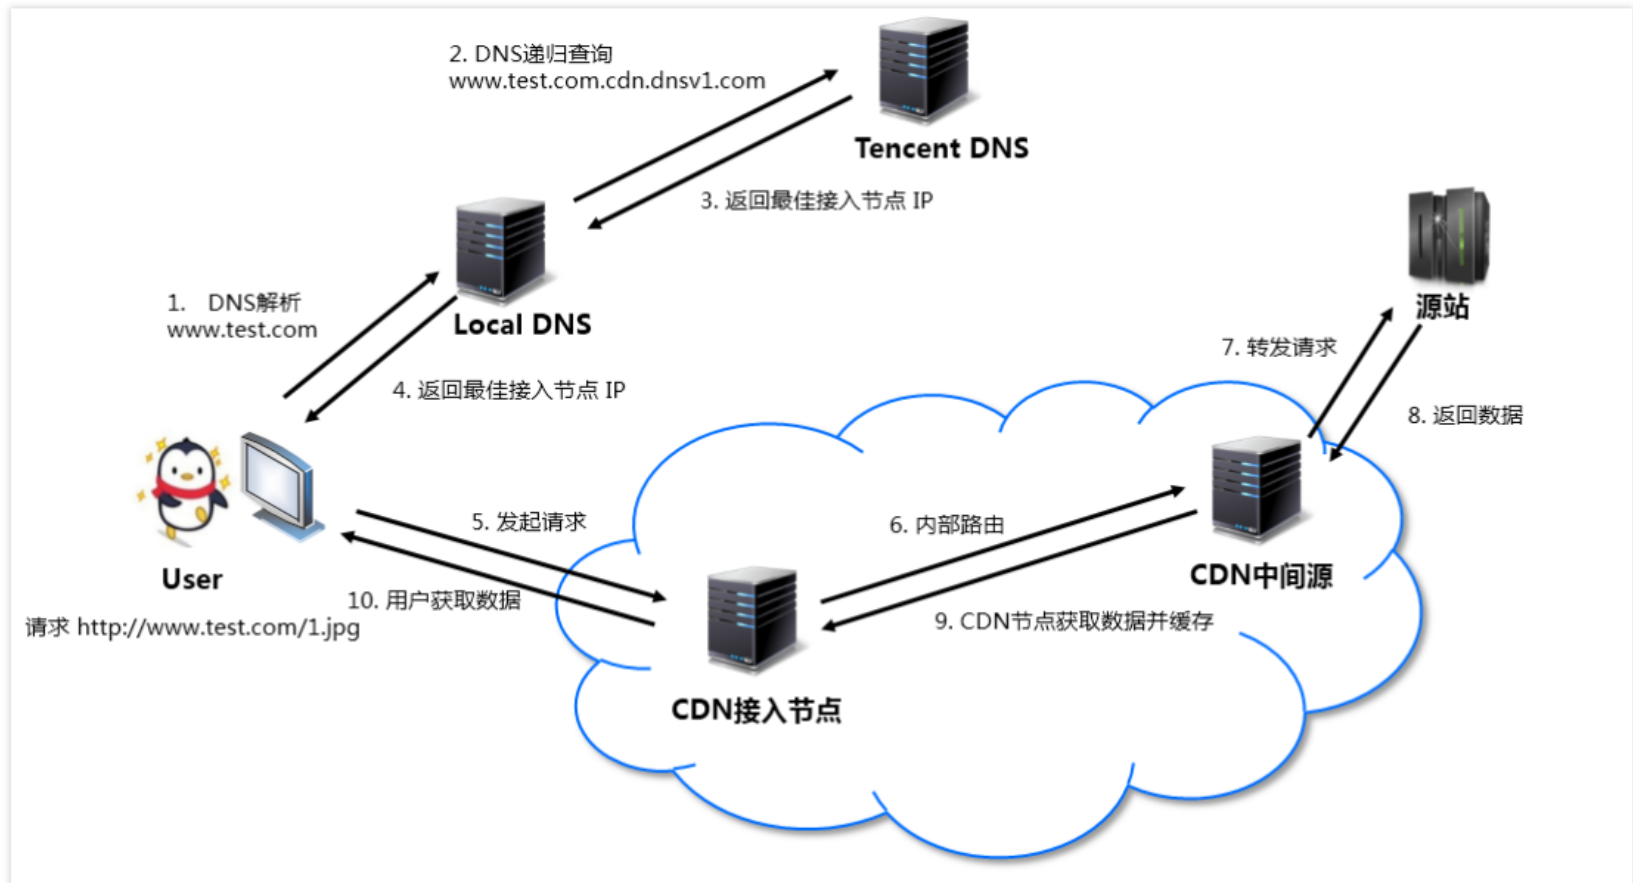 2. DNS递归查询
www.test.com.cdn.dnsv1.com
Tencent DNS
3. 返回最佳接入节点 IP
源站
1. DNS解析
www.test.com
Local DNS
7. 转发请求
4. 返回最佳接入节点 IP
8. 返回数据
5. 发起请求
6. 内部路由
User
CDN中间源
10. 用户获取数据
请求 http://www.test.com/1.jpg
9. CDN节点获取数据并缓存
CDN接入节点